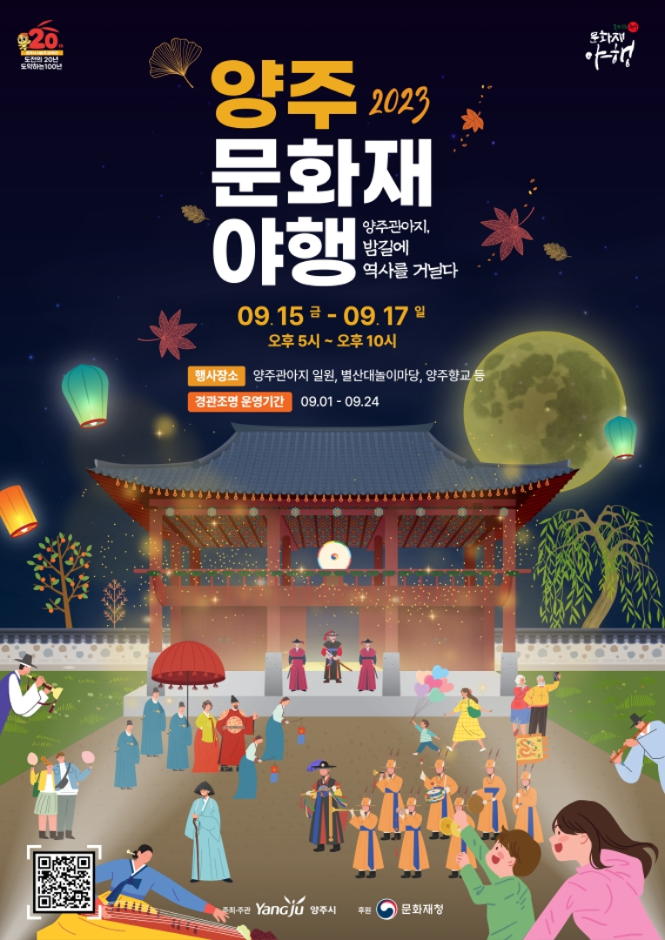 20
도전의 20년
도약하는100년
문화재
야행
양주 2023
문화재
야행
양주관아지,
밤길에
역사를 거닐다
09.15 금 - 09.17 일
오후 5시 ~ 오후 10시
행사장소 양주관아지 일원, 별산대놀이마당, 양주향교 등
경관조명 운영기간 09.01 - 09.24
주최·주관 Yangju 양주시 후원 문화재청